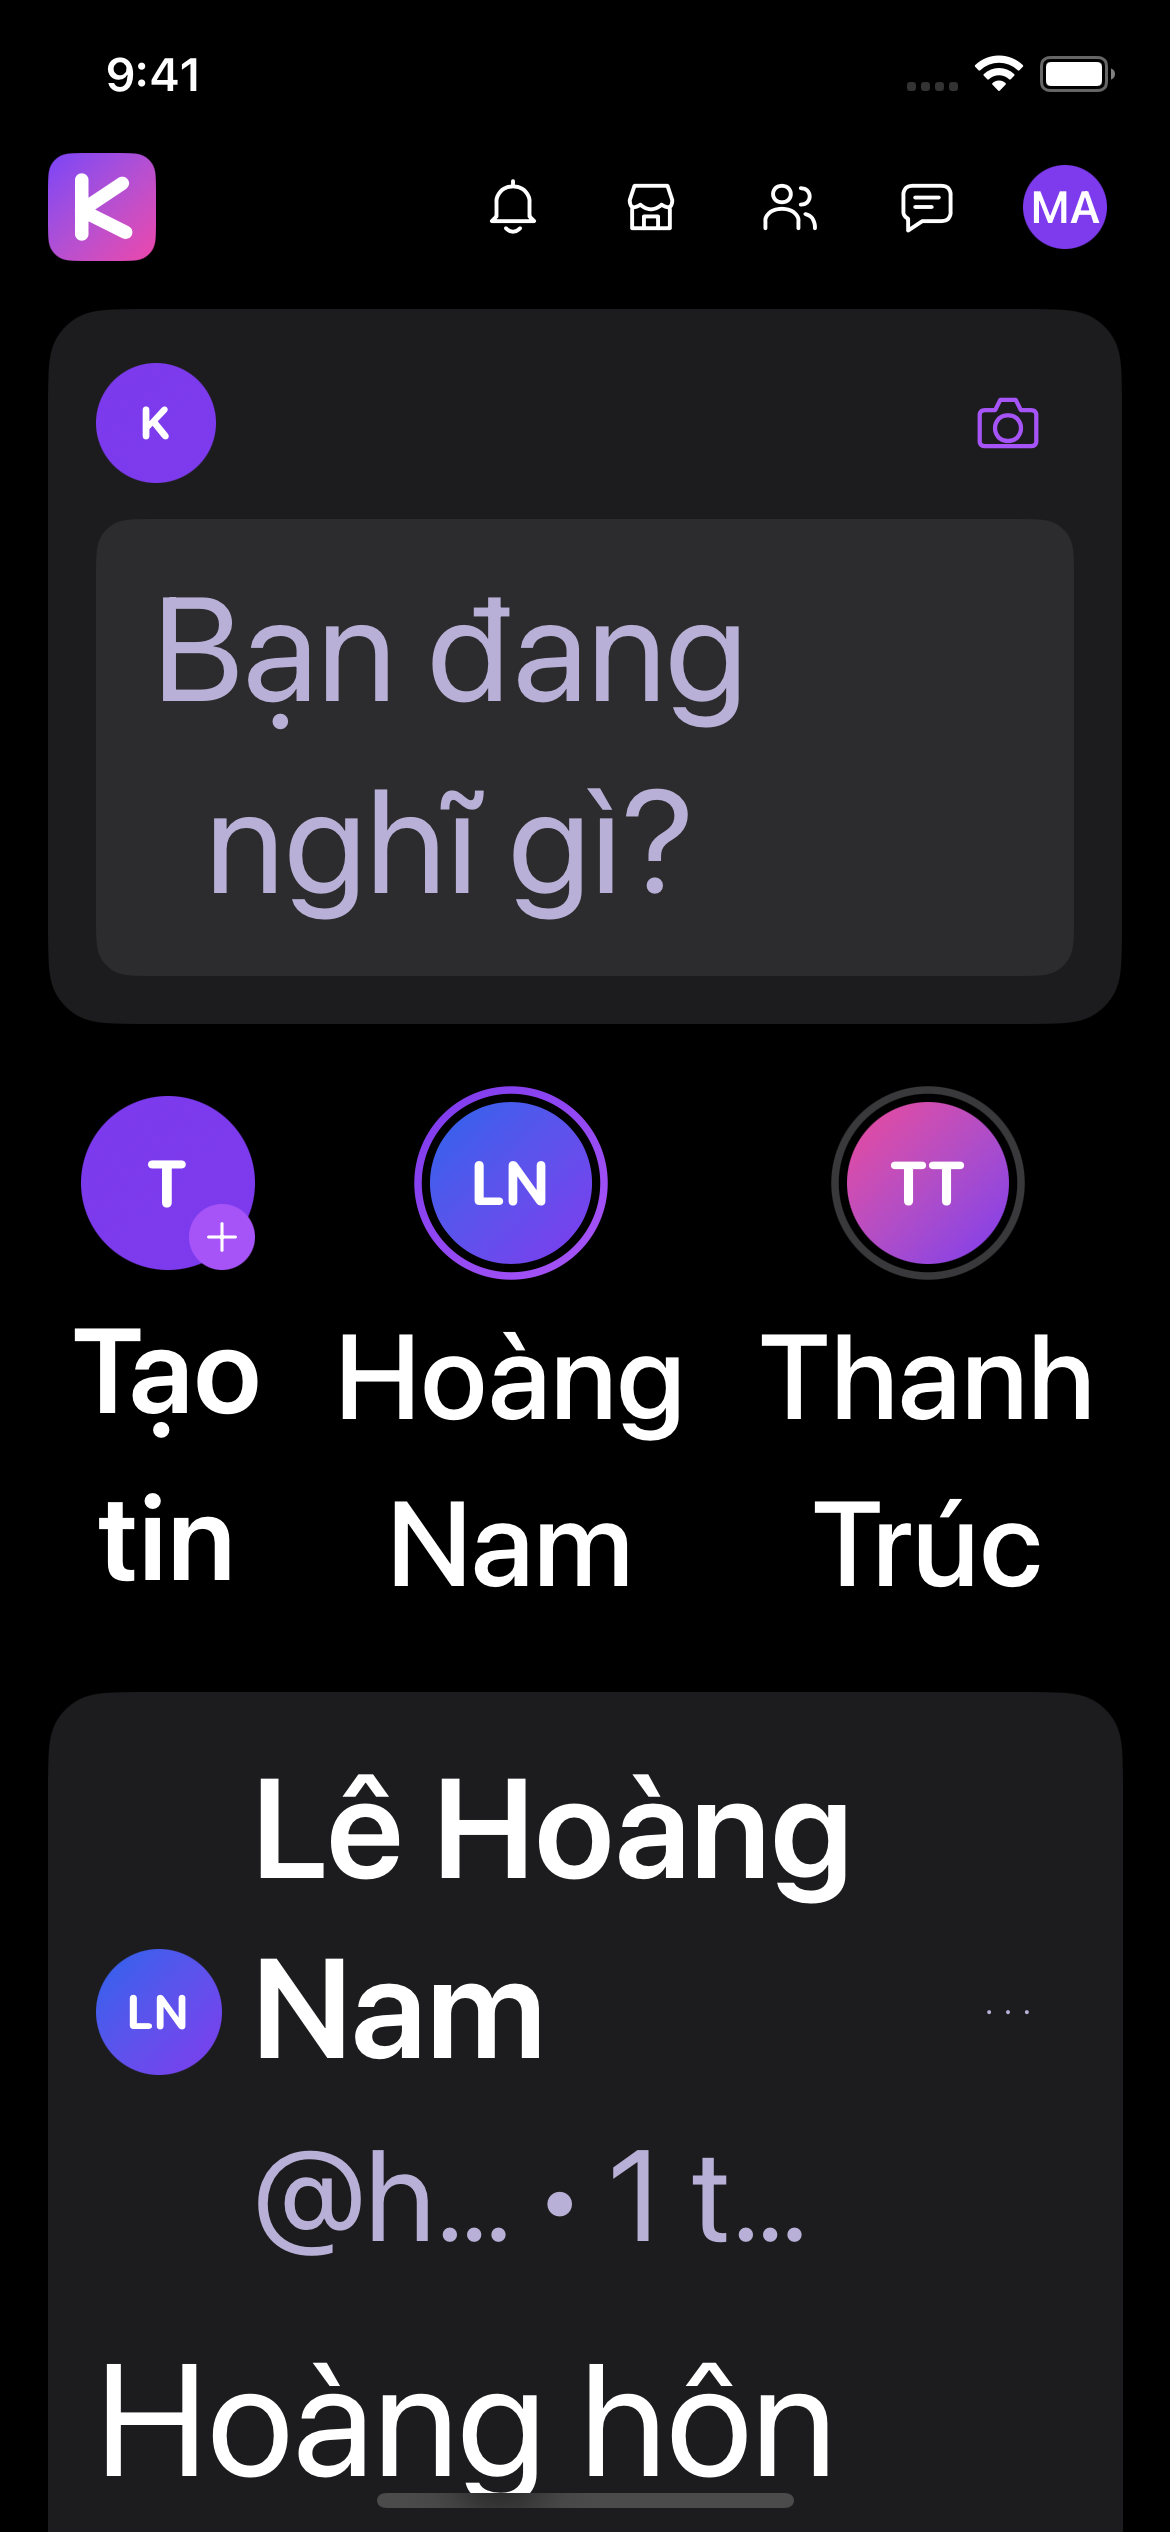 9:41
K
MA
K
Bạn đang
nghĩ gì?
T
LN
TT
Tạo
tin
Hoàng
Nam
Thanh
Trúc
Lê Hoàng
Nam
LN
@h... • 1 t...
Hoàng hôn